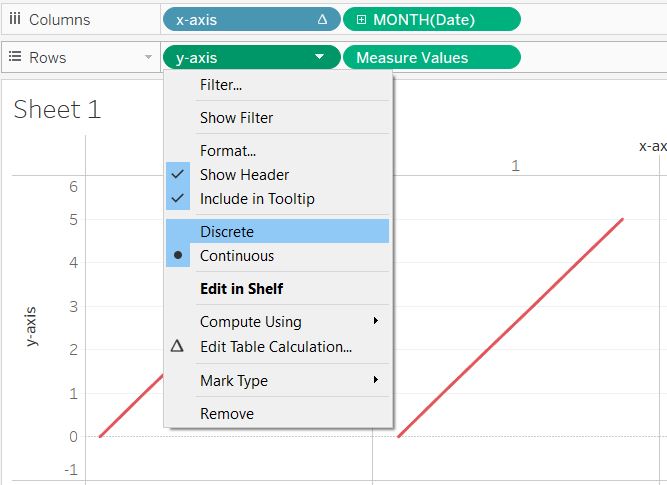 Columns
x-axis
MONTH(Date)
Rows
y-axis
Measure Values
Filter...
Show Filter
Format...
Show Header
Include in Tooltip
Discrete
Continuous
Edit in Shelf
Compute Using
Edit Table Calculation...
Mark Type
Remove
Sheet 1
x-ax
1
6
5
4
3
2
1
0
-1
y-axis